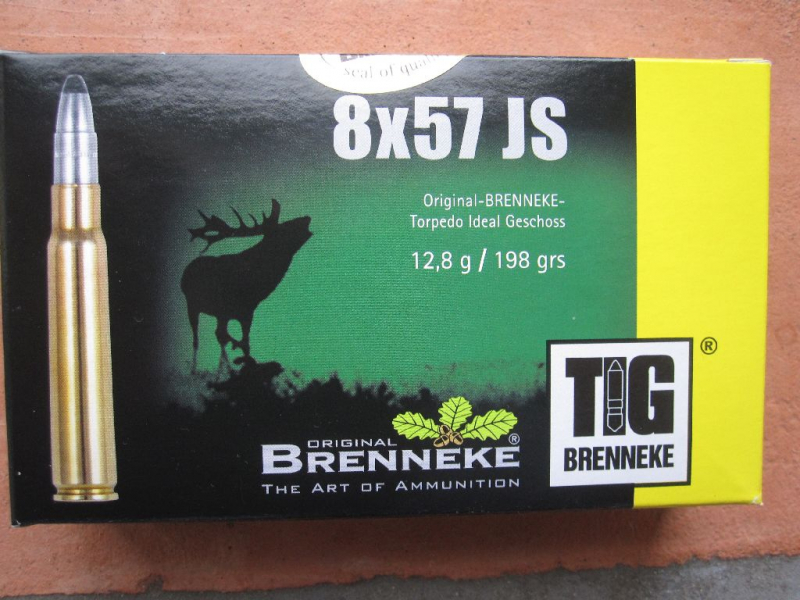 seal of
8x57 JS
Original-BRENNEKE-
Torpedo Ideal Geschoss
12,8 g / 198 grs
TIG
BRENNEKE
®
ORIGINAL
BRENNEKE®
THE ART OF AMMUNITION